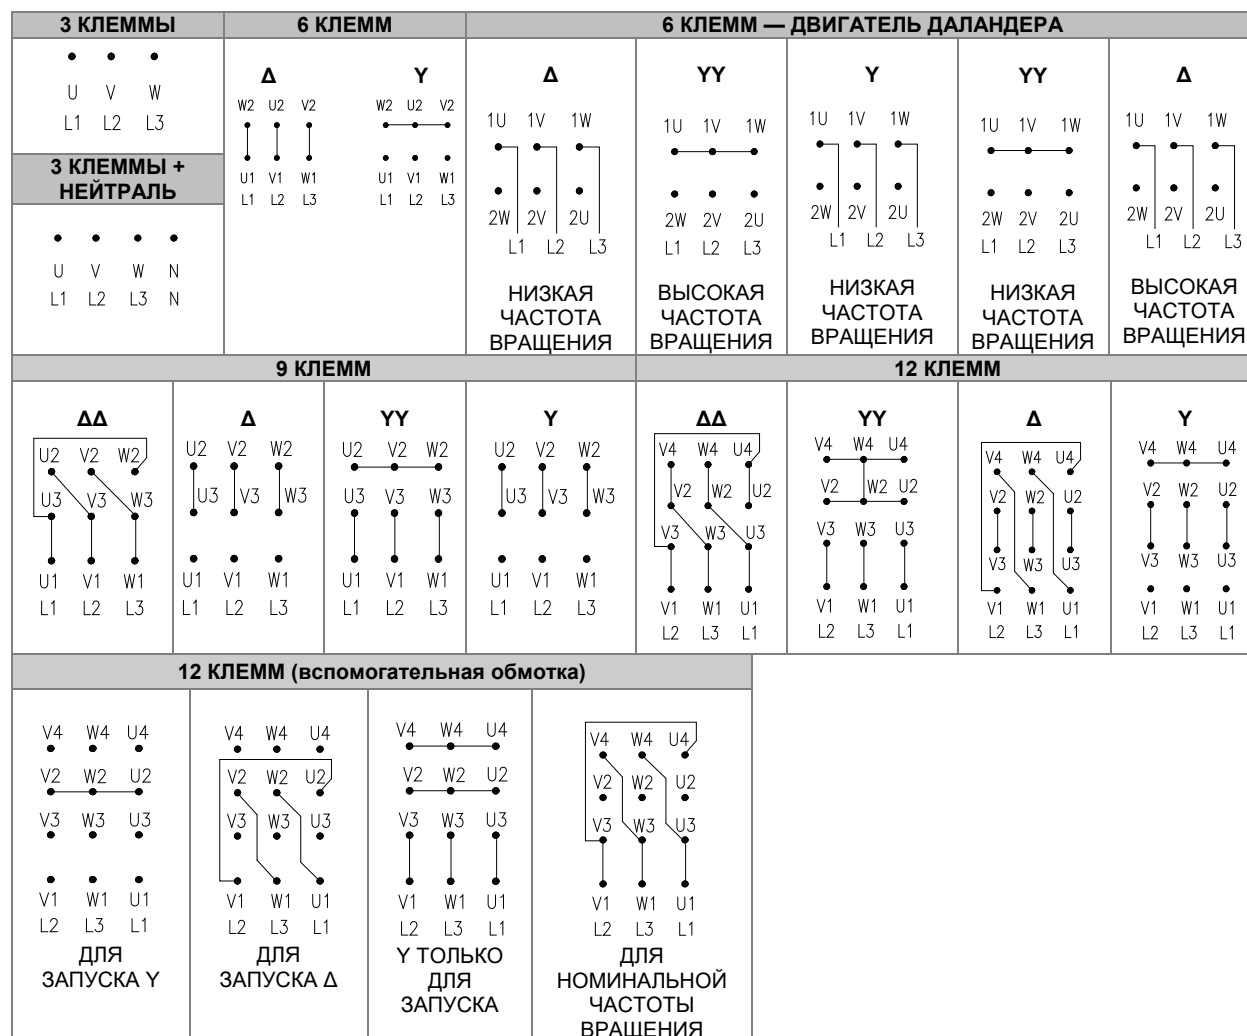 3 КЛЕММЫ
U V W
L1 L2 L3
3 КЛЕММЫ +
НЕЙТРАЛЬ
U V W N
L1 L2 L3 N
6 КЛЕММ
Δ
W2 U2 V2
U1 V1 W1
L1 L2 L3
Y
W2 U2 V2
U1 V1 W1
L1 L2 L3
6 КЛЕММ — ДВИГАТЕЛЬ ДАЛАНДЕРА
Δ
1U 1V 1W
2W 2V 2U
L1 L2 L3
НИЗКАЯ
ЧАСТОТА
ВРАЩЕНИЯ
YY
1U 1V 1W
2W 2V 2U
L1 L2 L3
ВЫСОКАЯ
ЧАСТОТА
ВРАЩЕНИЯ
Y
1U 1V 1W
2W 2V 2U
L1 L2 L3
НИЗКАЯ
ЧАСТОТА
ВРАЩЕНИЯ
YY
1U 1V 1W
2W 2V 2U
L1 L2 L3
НИЗКАЯ
ЧАСТОТА
ВРАЩЕНИЯ
Δ
1U 1V 1W
2W 2V 2U
L1 L2 L3
ВЫСОКАЯ
ЧАСТОТА
ВРАЩЕНИЯ
9 КЛЕММ
ΔΔ
U2 V2 W2
U3 V3 W3
U1 V1 W1
L1 L2 L3
Δ
U2 V2 W2
U3 V3 W3
U1 V1 W1
L1 L2 L3
YY
U2 V2 W2
U3 V3 W3
U1 V1 W1
L1 L2 L3
Y
U2 V2 W2
U3 V3 W3
U1 V1 W1
L1 L2 L3
12 КЛЕММ
ΔΔ
V4 W4 U4
V2 W2 U2
V3 W3 U3
V1 W1 U1
L2 L3 L1
YY
V4 W4 U4
V2 W2 U2
V3 W3 U3
V1 W1 U1
L2 L3 L1
Δ
V4 W4 U4
V2 W2 U2
V3 W3 U3
V1 W1 U1
L2 L3 L1
Y
V4 W4 U4
V2 W2 U2
V3 W3 U3
V1 W1 U1
L2 L3 L1
12 КЛЕММ (вспомогательная обмотка)
V4 W4 U4
V2 W2 U2
V3 W3 U3
V1 W1 U1
L2 L3 L1
ДЛЯ
ЗАПУСКА Y
V4 W4 U4
V2 W2 U2
V3 W3 U3
V1 W1 U1
L2 L3 L1
ДЛЯ
ЗАПУСКА Δ
V4 W4 U4
V2 W2 U2
V3 W3 U3
V1 W1 U1
L2 L3 L1
Y ТОЛЬКО
ДЛЯ
ЗАПУСКА
V4 W4 U4
V2 W2 U2
V3 W3 U3
V1 W1 U1
L2 L3 L1
ДЛЯ
НОМИНАЛЬНОЙ
ЧАСТОТЫ
ВРАЩЕНИЯ